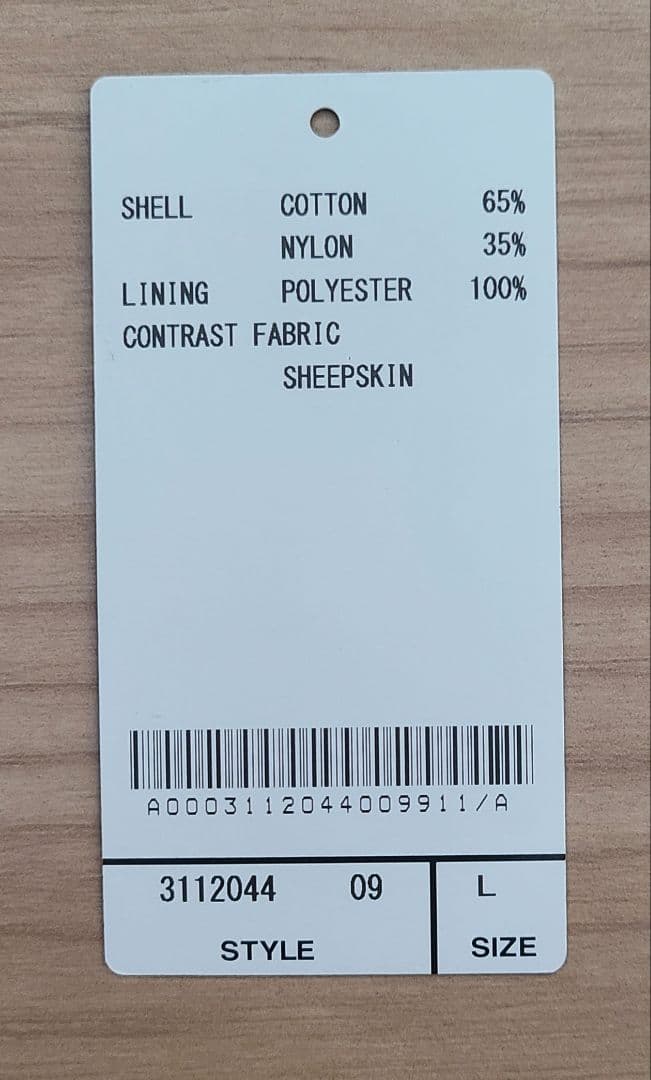 SHELL COTTON 65%
NYLON 35%
LINING POLYESTER 100%
CONTRAST FABRIC
SHEEPSKIN
A0003112044009911/A
3112044 09 L
STYLE SIZE